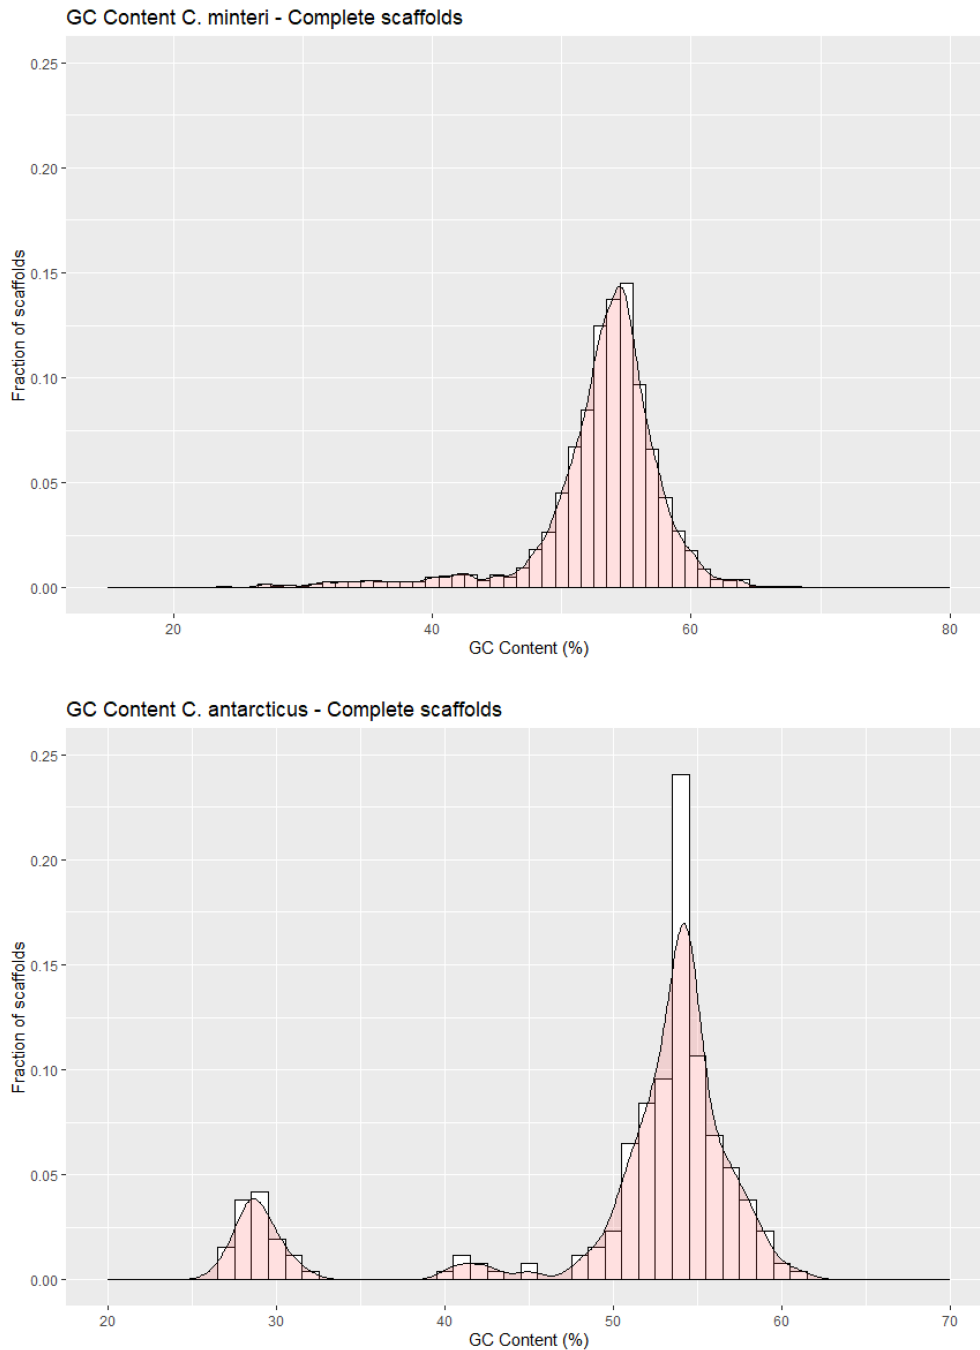 GC Content C. minteri - Complete scaffolds
0.25
0.20
0.15
0.10
0.05
0.00
Fraction of scaffolds
20 40 60 80
GC Content (%)
GC Content C. antarcticus - Complete scaffolds
0.25
0.20
0.15
0.10
0.05
0.00
Fraction of scaffolds
20 30 40 50 60 70
GC Content (%)